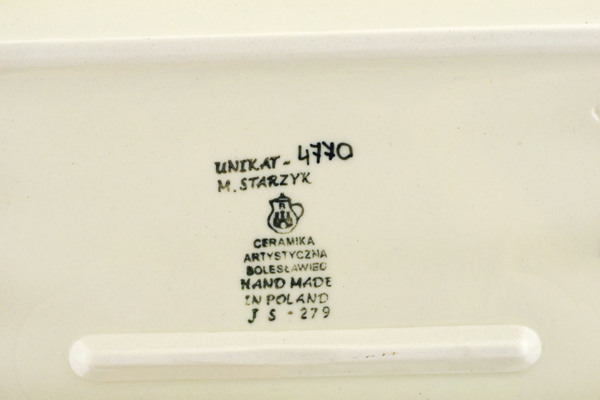 UNIKAT - 4770
M. STARZYK
R
CERAMIKA
ARTYSTYCZNA
BOLESŁAWIEC
HAND MADE
IN POLAND
J S - 279